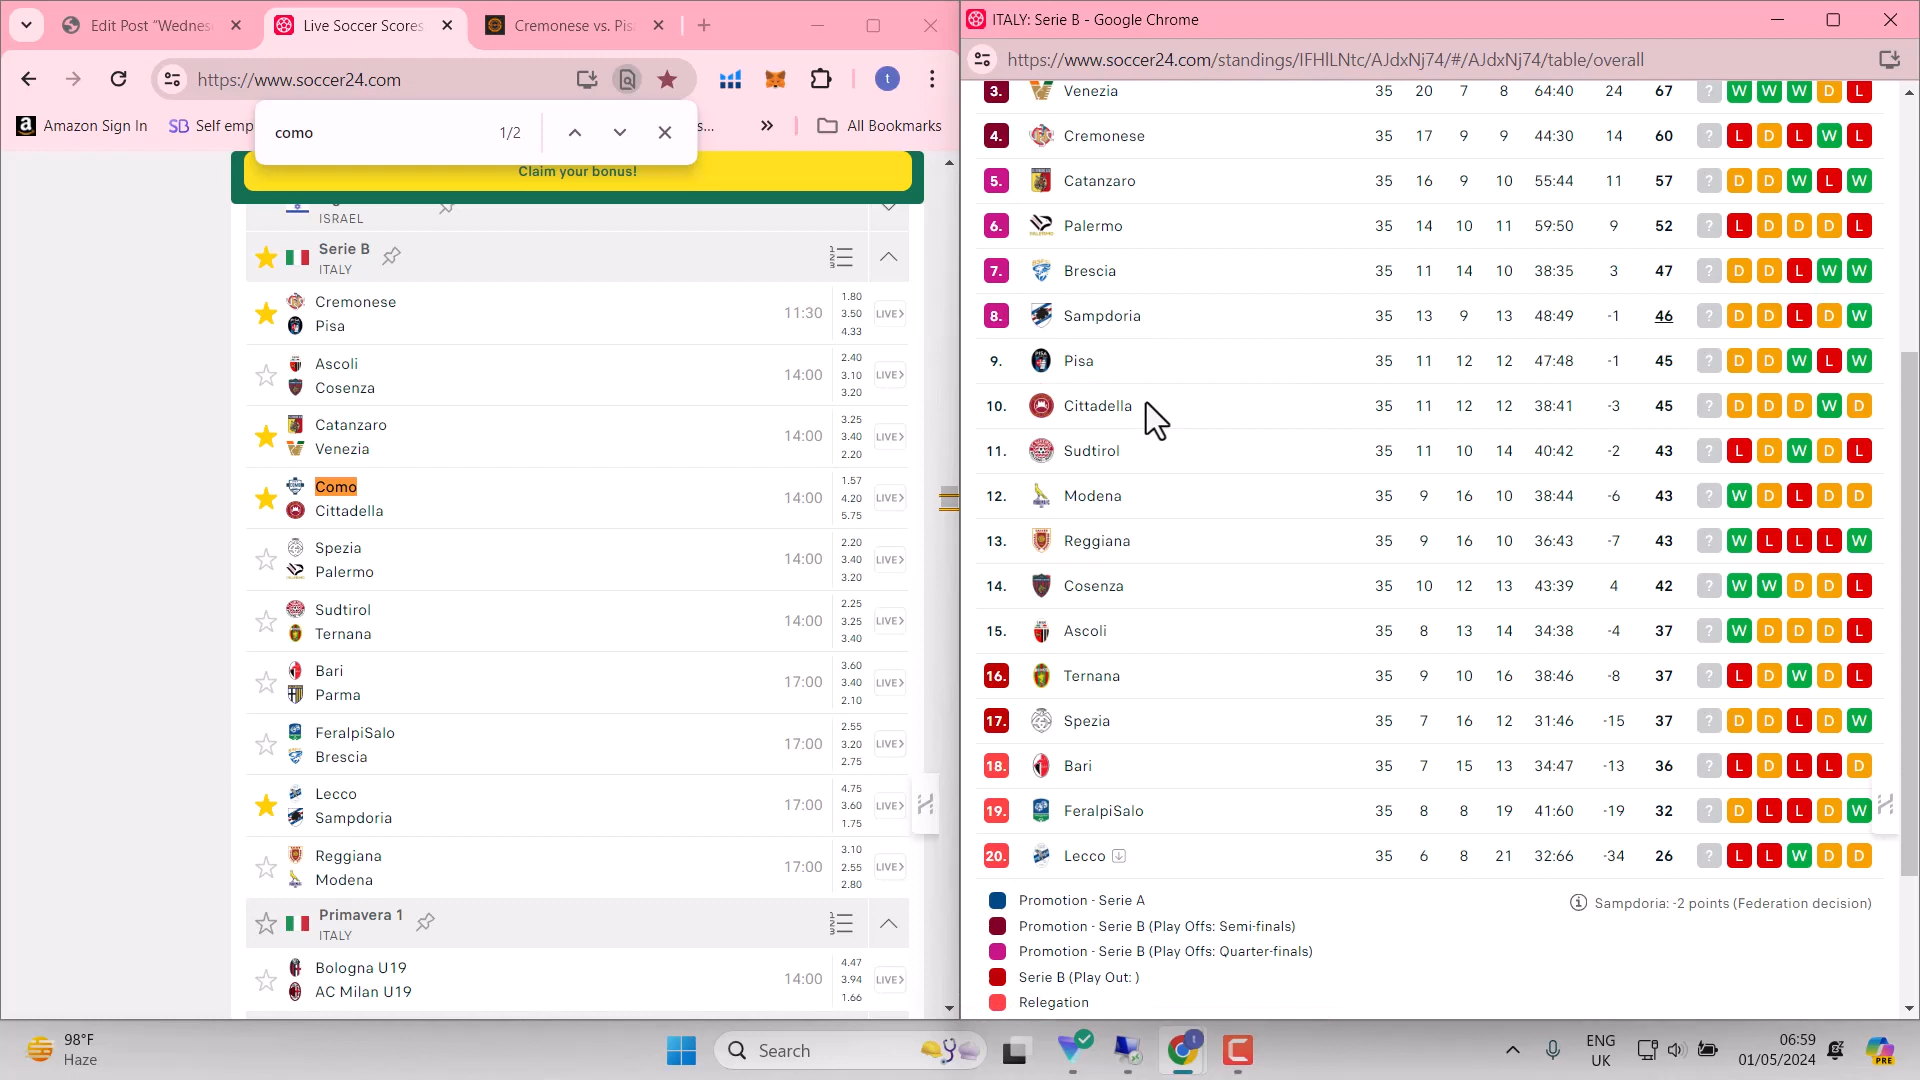 Edit Post "Wednes
Live Soccer Scores
Cremonese vs. Pis
https://www.soccer24.com
t
Amazon Sign In
SB Self emp
s...
»
All Bookmarks
como
1/2
Claim your bonus!
ISRAEL
Serie B
ITALY
Cremonese
Pisa
11:30
1.80
3.50
4.33
LIVE>
Ascoli
Cosenza
14:00
2.40
3.10
3.20
LIVE>
Catanzaro
Venezia
14:00
3.25
3.40
2.20
LIVE>
Como
Cittadella
14:00
1.57
4.20
5.75
LIVE>
Spezia
Palermo
14:00
2.20
3.40
3.20
LIVE>
Sudtirol
Ternana
14:00
2.25
3.25
3.40
LIVE>
Bari
Parma
17:00
3.60
3.40
2.10
LIVE>
FeralpiSalo
Brescia
17:00
2.55
3.20
2.75
LIVE>
Lecco
Sampdoria
17:00
4.75
3.60
1.75
LIVE>
Reggiana
Modena
17:00
3.10
2.55
2.80
LIVE>
Primavera 1
ITALY
Bologna U19
AC Milan U19
14:00
4.47
3.94
1.66
LIVE>
ITALY: Serie B - Google Chrome
https://www.soccer24.com/standings/IFHlLNtc/AJdxNj74/#/AJdxNj74/table/overall
3. Venezia 35 20 7 8 64:40 24 67 ? W W W D L
4. Cremonese 35 17 9 9 44:30 14 60 ? L D L W L
5. Catanzaro 35 16 9 10 55:44 11 57 ? D D W L W
6. Palermo 35 14 10 11 59:50 9 52 ? L D D D L
7. Brescia 35 11 14 10 38:35 3 47 ? D D L W W
8. Sampdoria 35 13 9 13 48:49 -1 46 ? D D L D W
9. Pisa 35 11 12 12 47:48 -1 45 ? D D W L W
10. Cittadella 35 11 12 12 38:41 -3 45 ? D D D W D
11. Sudtirol 35 11 10 14 40:42 -2 43 ? L D W D L
12. Modena 35 9 16 10 38:44 -6 43 ? W D L D D
13. Reggiana 35 9 16 10 36:43 -7 43 ? W L L L W
14. Cosenza 35 10 12 13 43:39 4 42 ? W W D D L
15. Ascoli 35 8 13 14 34:38 -4 37 ? W D D D L
16. Ternana 35 9 10 16 38:46 -8 37 ? L D W D L
17. Spezia 35 7 16 12 31:46 -15 37 ? D D L D W
18. Bari 35 7 15 13 34:47 -13 36 ? L D L L D
19. FeralpiSalo 35 8 8 19 41:60 -19 32 ? D L L D W
20. Lecco 35 6 8 21 32:66 -34 26 ? L L W D D
Promotion - Serie A
Sampdoria: -2 points (Federation decision)
Promotion - Serie B (Play Offs: Semi-finals)
Promotion - Serie B (Play Offs: Quarter-finals)
Serie B (Play Out: )
Relegation
98°F
Haze
Search
t
ENG
UK
06:59
01/05/2024
PRE